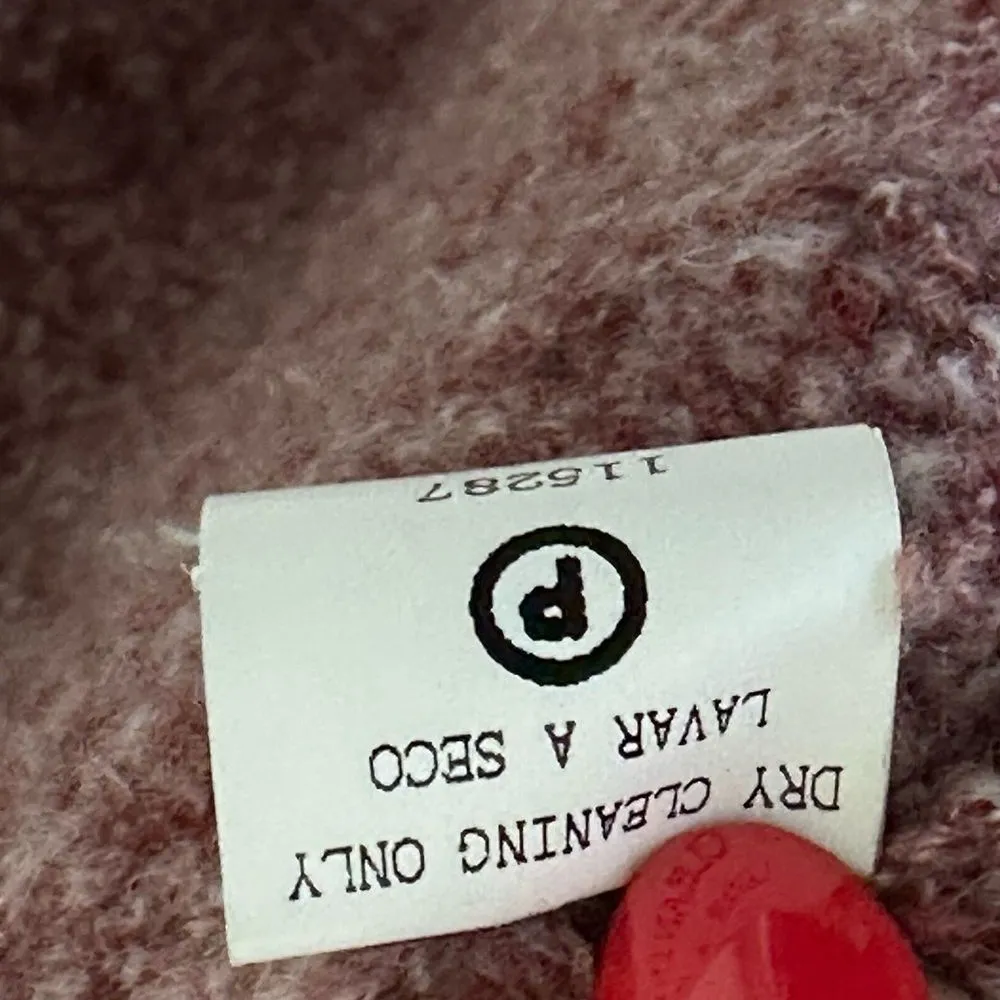 DRY CLEANING ONLY
LAVAR A SECO
P
115287